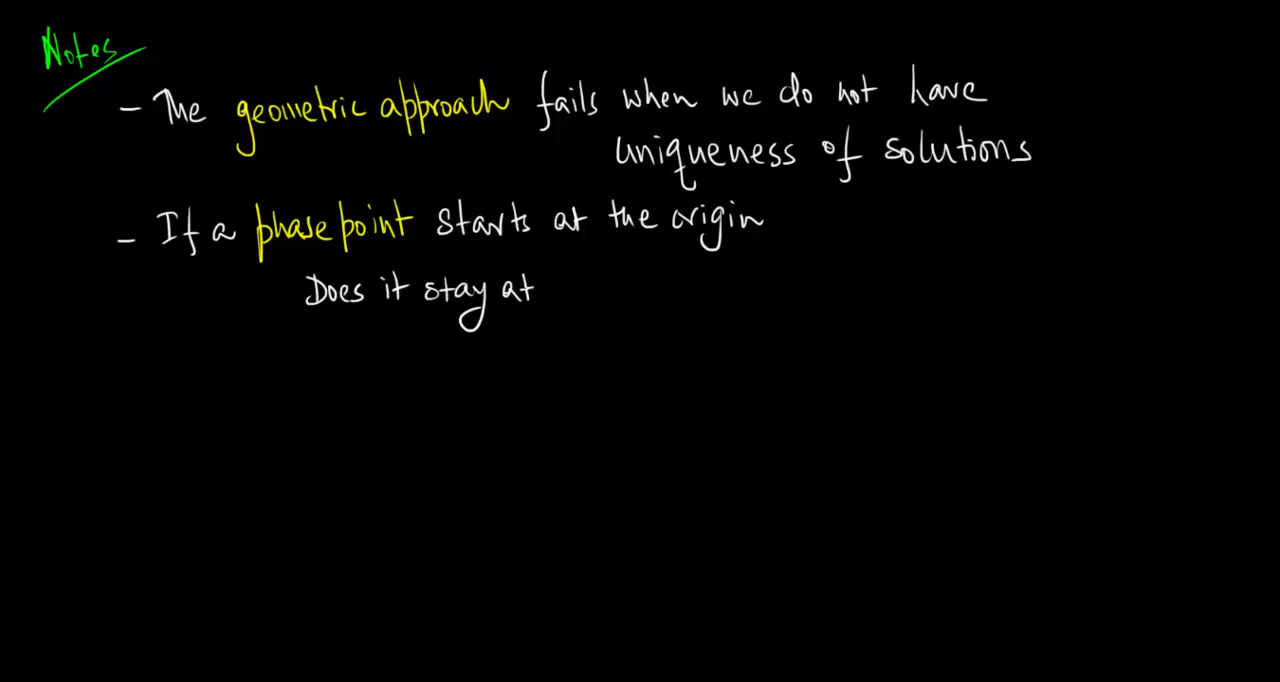 Notes
- The geometric approach fails when we do not have
uniqueness of solutions
- If a phase point starts at the origin
Does it stay at